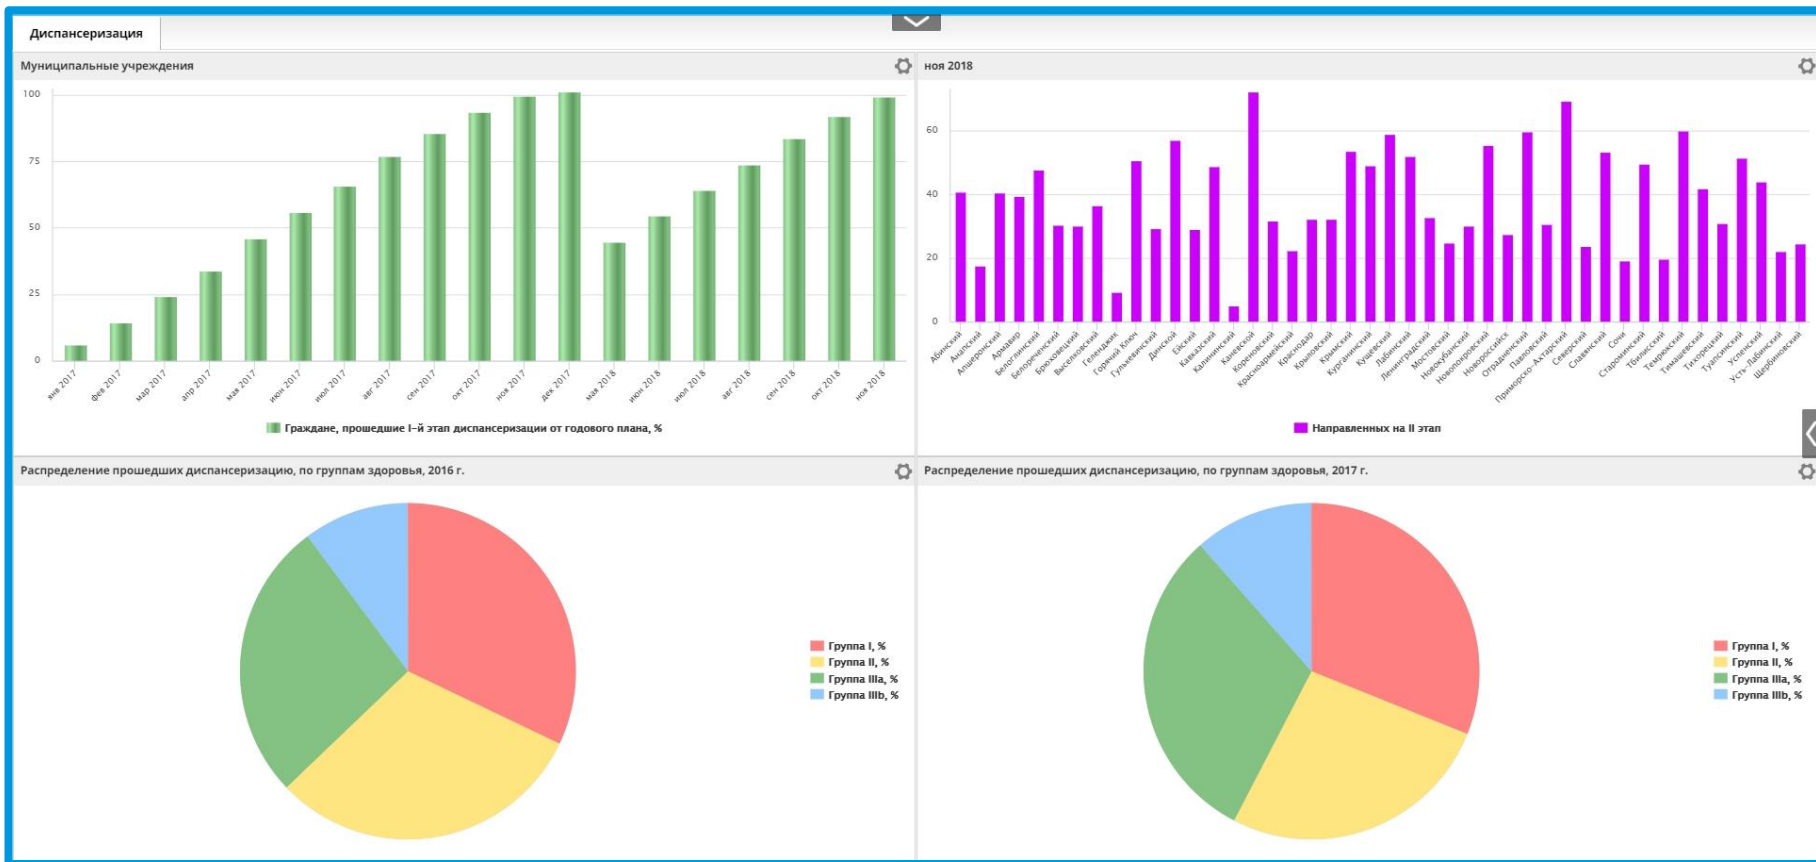 Диспансеризация
Муниципальные учреждения
100
75
50
25
0
янв 2017
фев 2017
мар 2017
апр 2017
мая 2017
июн 2017
июл 2017
авг 2017
сен 2017
окт 2017
ноя 2017
дек 2017
мая 2018
июн 2018
июл 2018
авг 2018
сен 2018
окт 2018
ноя 2018
Граждане, прошедшие I-й этап диспансеризации от годового плана, %
ноя 2018
60
40
20
0
Абинский
Анапский
Апшеронский
Армавир
Белоглинский
Белореченский
Брюховецкий
Выселковский
Геленджик
Горячий Ключ
Гулькевичский
Динской
Ейский
Кавказский
Калининский
Каневской
Кореновский
Красноармейский
Краснодар
Крыловский
Крымский
Курганинский
Кущевский
Лабинский
Ленинградский
Мостовский
Новокубанский
Новопокровский
Новороссийск
Отрадненский
Павловский
Приморско-Ахтарский
Северский
Славянский
Сочи
Староминский
Тбилисский
Темрюкский
Тимашевский
Тихорецкий
Туапсинский
Успенский
Усть-Лабинский
Щербиновский
Направленных на II этап
Распределение прошедших диспансеризацию, по группам здоровья, 2016 г.
Группа I, %
Группа II, %
Группа IIIa, %
Группа IIIb, %
Распределение прошедших диспансеризацию, по группам здоровья, 2017 г.
Группа I, %
Группа II, %
Группа IIIa, %
Группа IIIb, %